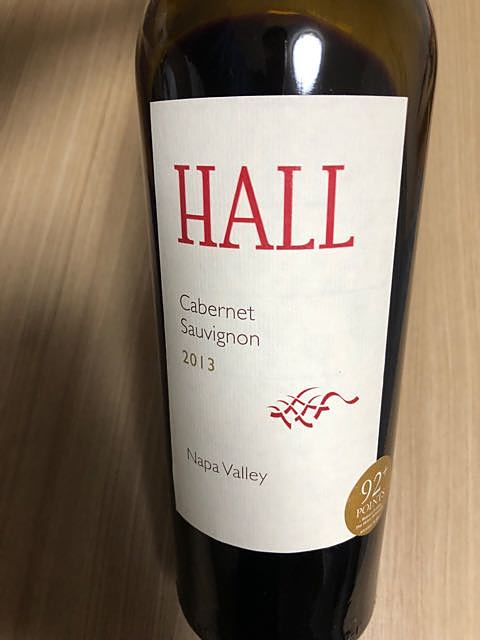 HALL
Cabernet
Sauvignon
2013
Napa Valley
92+
POINTS